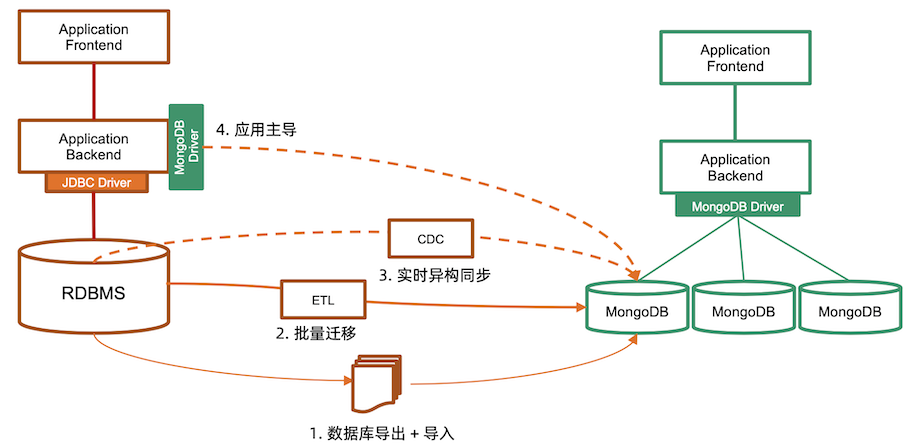 Application
Frontend
Application
Backend
MongoDB
Driver
JDBC Driver
4. 应用主导
RDBMS
CDC
3. 实时异构同步
ETL
2. 批量迁移
1. 数据库导出 + 导入
Application
Frontend
Application
Backend
MongoDB Driver
MongoDB
MongoDB
MongoDB